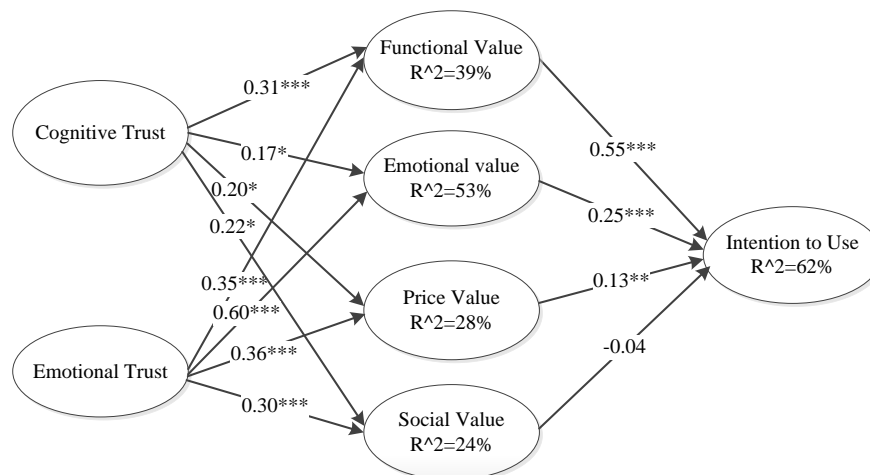 Functional Value
R^2=39%
0.31***
Cognitive Trust
0.17*
Emotional value
R^2=53%
0.55***
0.20*
0.22*
0.25***
Intention to Use
R^2=62%
0.35***
0.60***
Price Value
R^2=28%
0.13**
Emotional Trust
0.36***
-0.04
0.30***
Social Value
R^2=24%